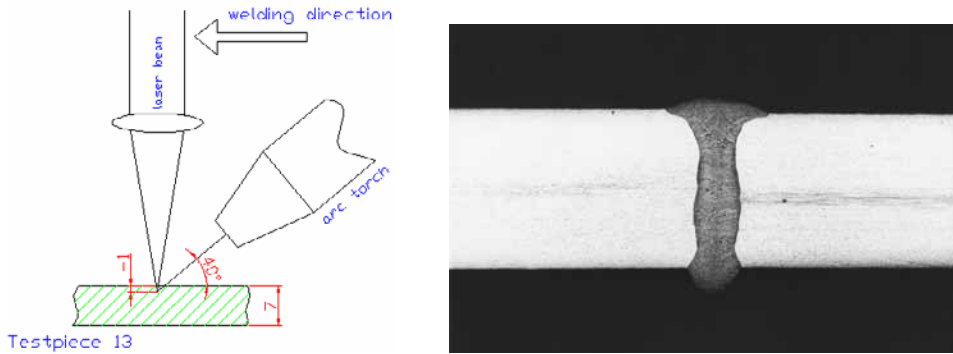 welding direction
laser beam
arc torch
-1
40°
7
Testpiece 13